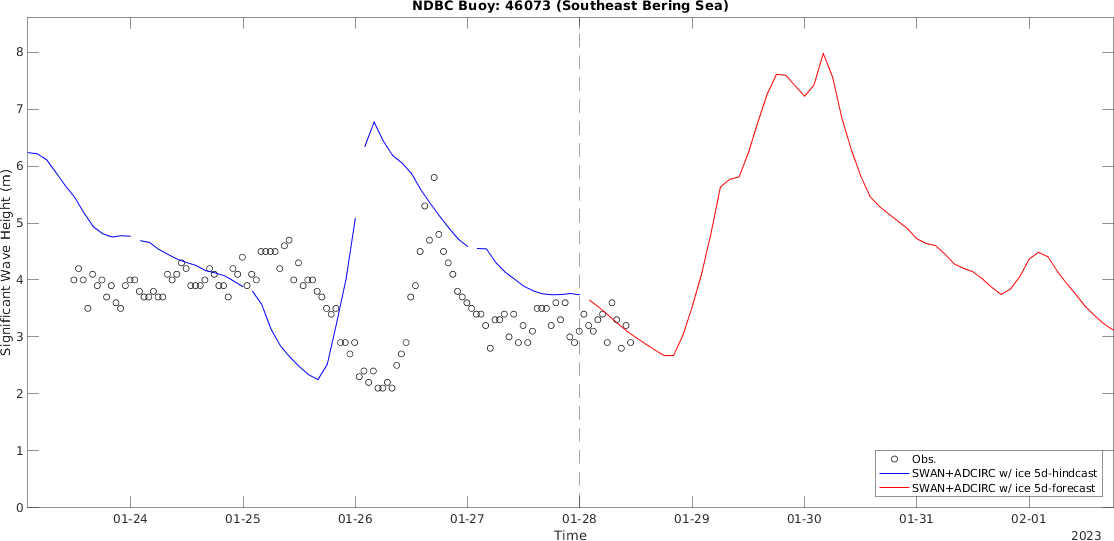 NDBC Buoy: 46073 (Southeast Bering Sea)
Significant Wave Height (m)
8
7
6
5
4
3
2
1
0
Obs.
SWAN+ADCIRC w/ ice 5d-hindcast
SWAN+ADCIRC w/ ice 5d-forecast
01-24 01-25 01-26 01-27 01-28 01-29 01-30 01-31 02-01
Time
2023